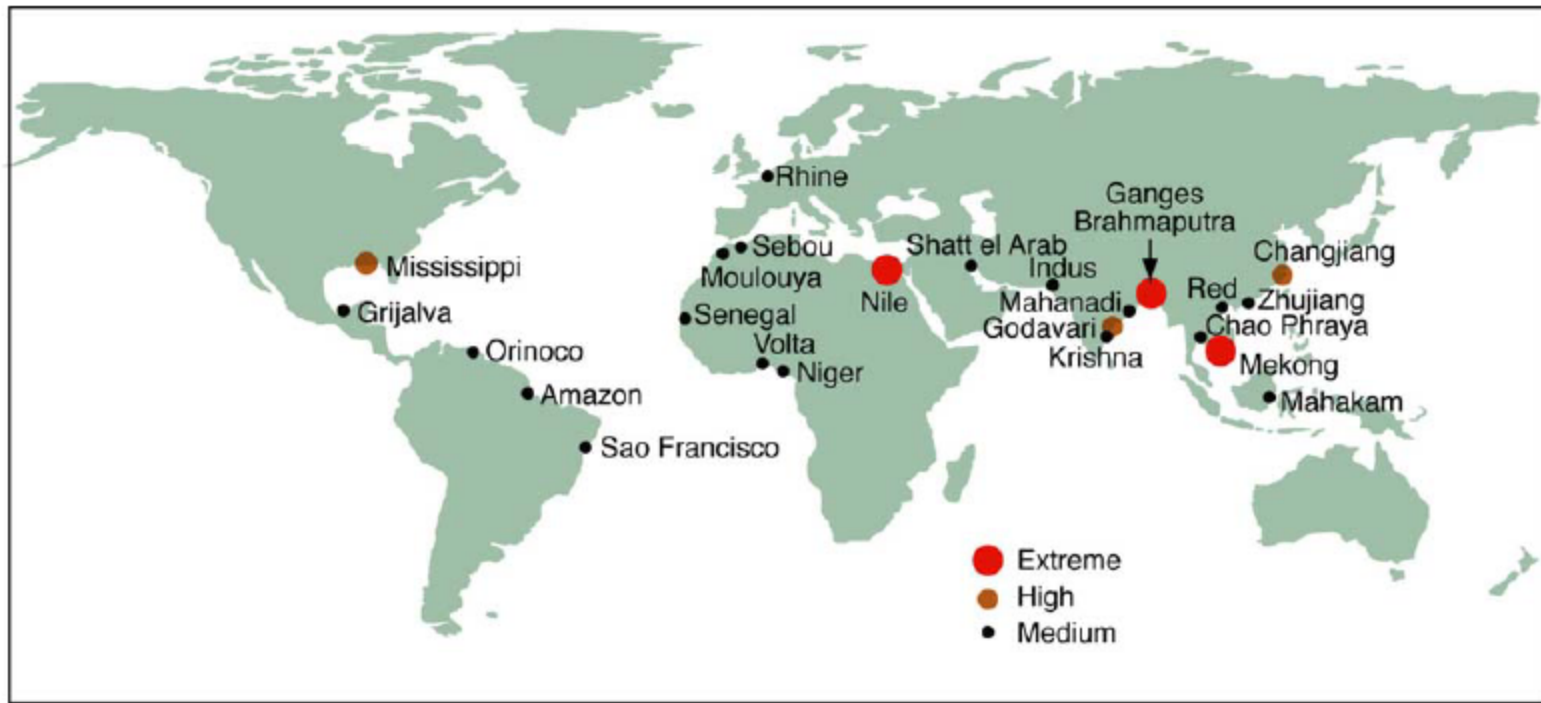 Rhine
Ganges
Brahmaputra
Sebou
Shatt el Arab
Changjiang
Mississippi
Moulouya
Indus
Nile
Mahanadi
Red
Zhujiang
Grijalva
Senegal
Godavari
Chao Phraya
Volta
Krishna
Orinoco
Niger
Mekong
Amazon
Mahakam
Sao Francisco
Extreme
High
Medium